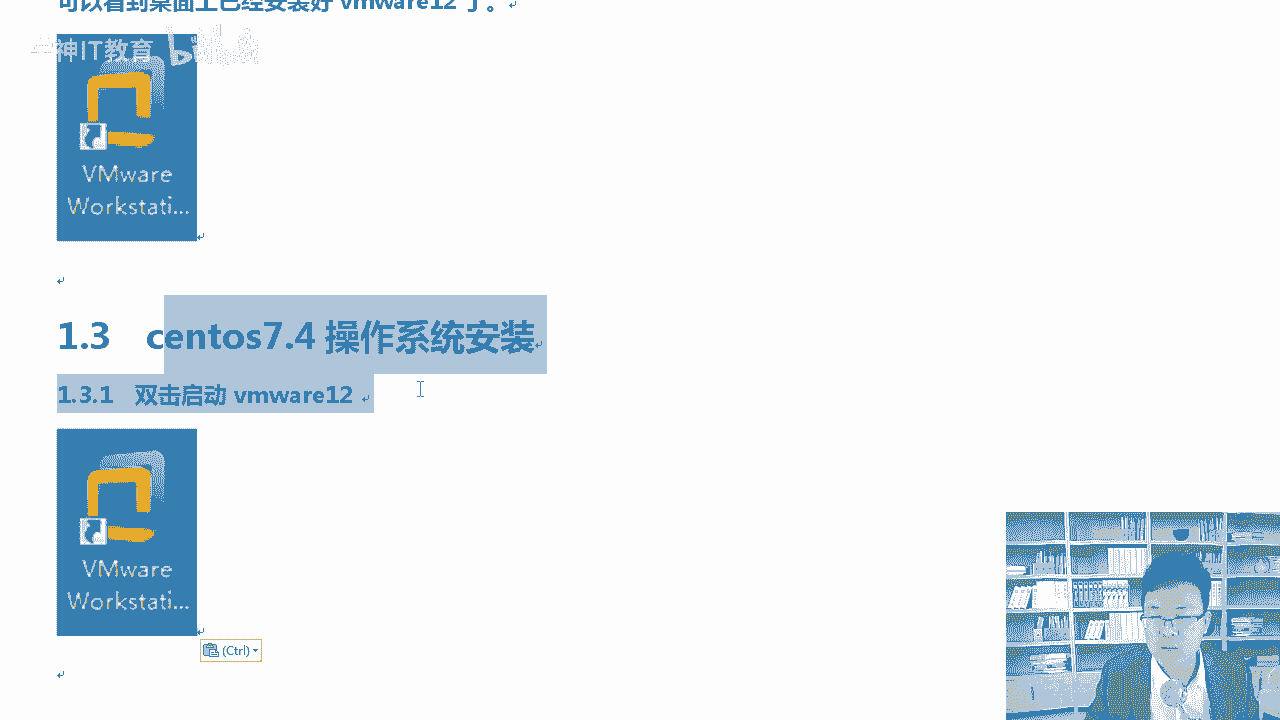 可以看到桌面上已经安装好 vmware12 了。
神IT教育
VMware
Workstati...
1.3 centos7.4 操作系统安装
1.3.1 双击启动 vmware12
VMware
Workstati...
(Ctrl)